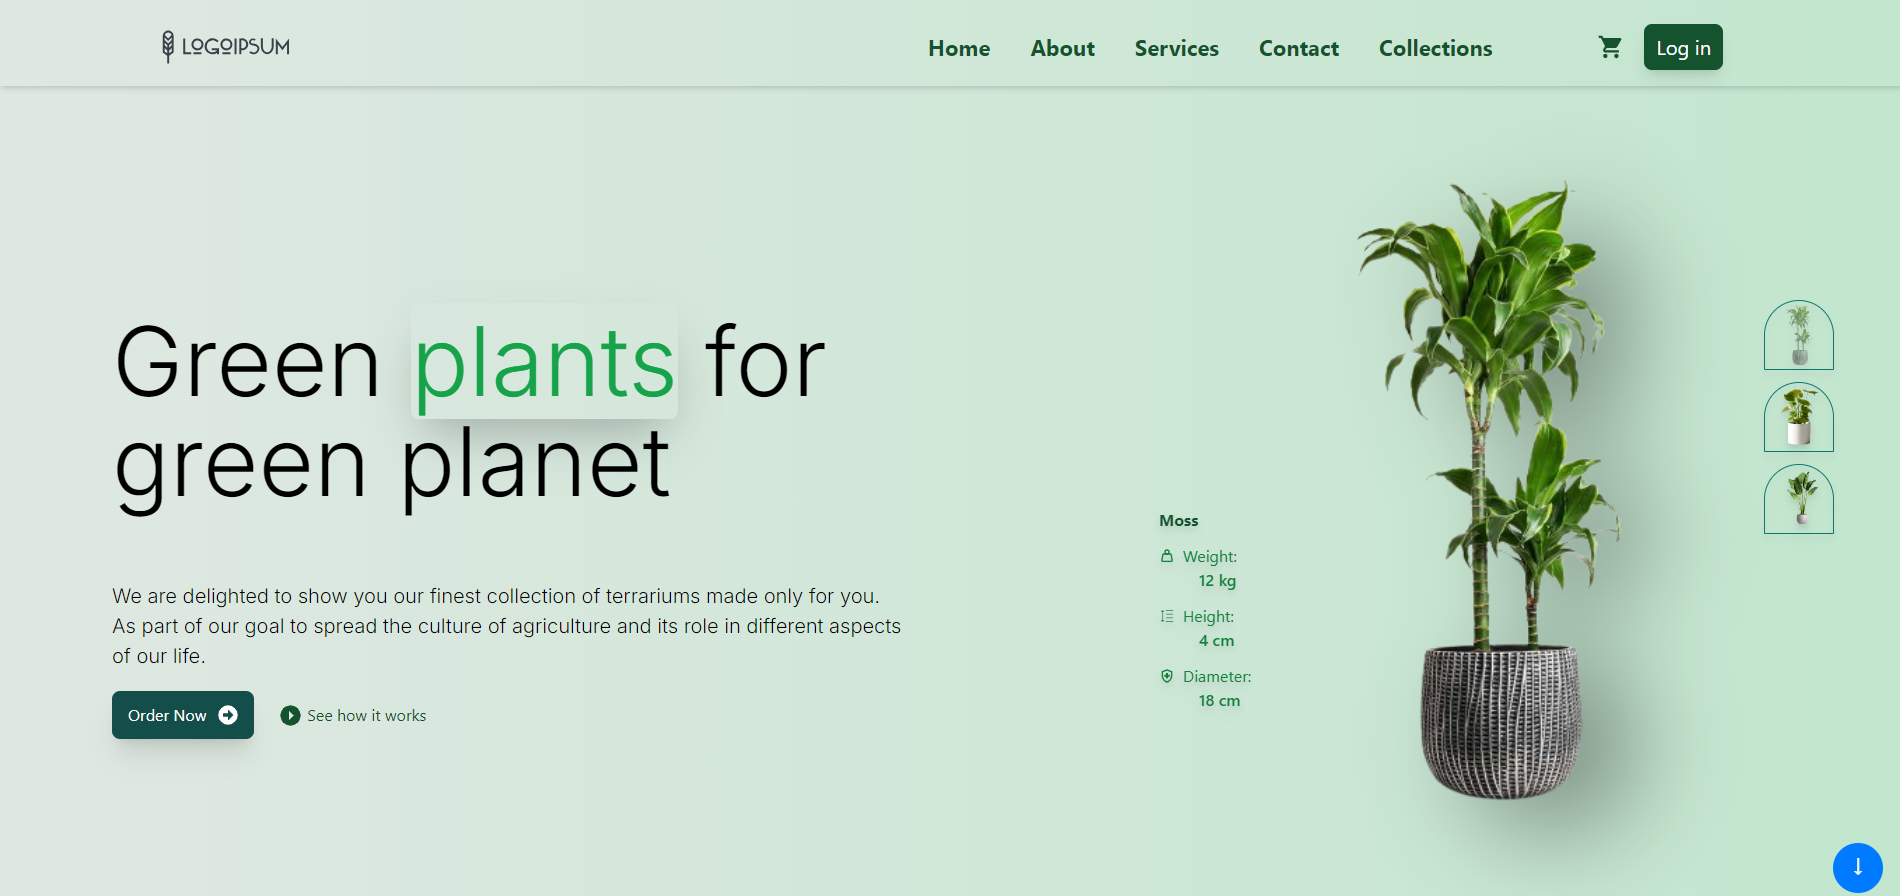 LOGOIPSUM
Home About Services Contact Collections
Log in
Green plants for
green planet
We are delighted to show you our finest collection of terrariums made only for you.
As part of our goal to spread the culture of agriculture and its role in different aspects
of our life.
Order Now
See how it works
Moss
Weight:
12 kg
Height:
4 cm
Diameter:
18 cm